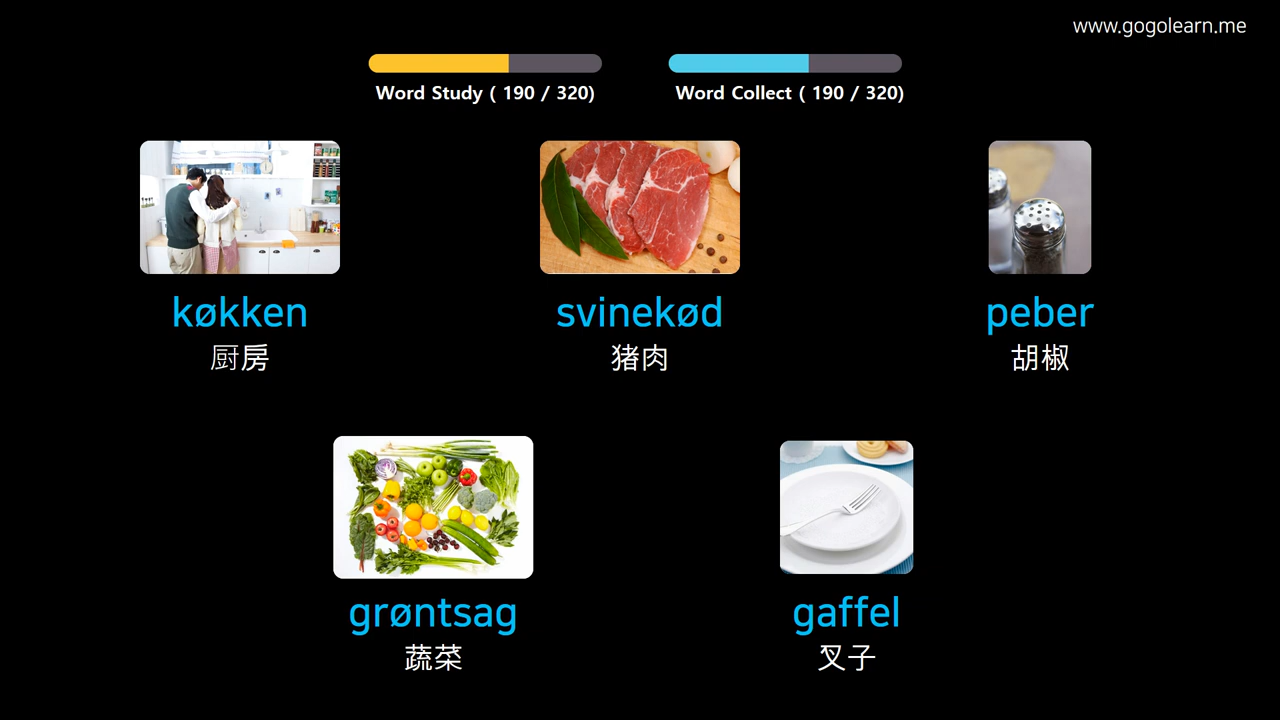 www.gogolearn.me
Word Study ( 190 / 320)
Word Collect ( 190 / 320)
køkken
厨房
svinekød
猪肉
peber
胡椒
grøntsag
蔬菜
gaffel
叉子